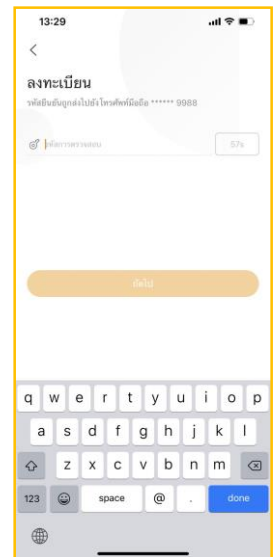 13:29
ลงทะเบียน
รหัสยืนยันถูกส่งไปยัง โทรศัพท์มือถือ ****** 9988
รหัสการตรวจสอบ 57s
ถัดไป
q w e r t y u i o p
a s d f g h j k l
z x c v b n m
123 space @ . done